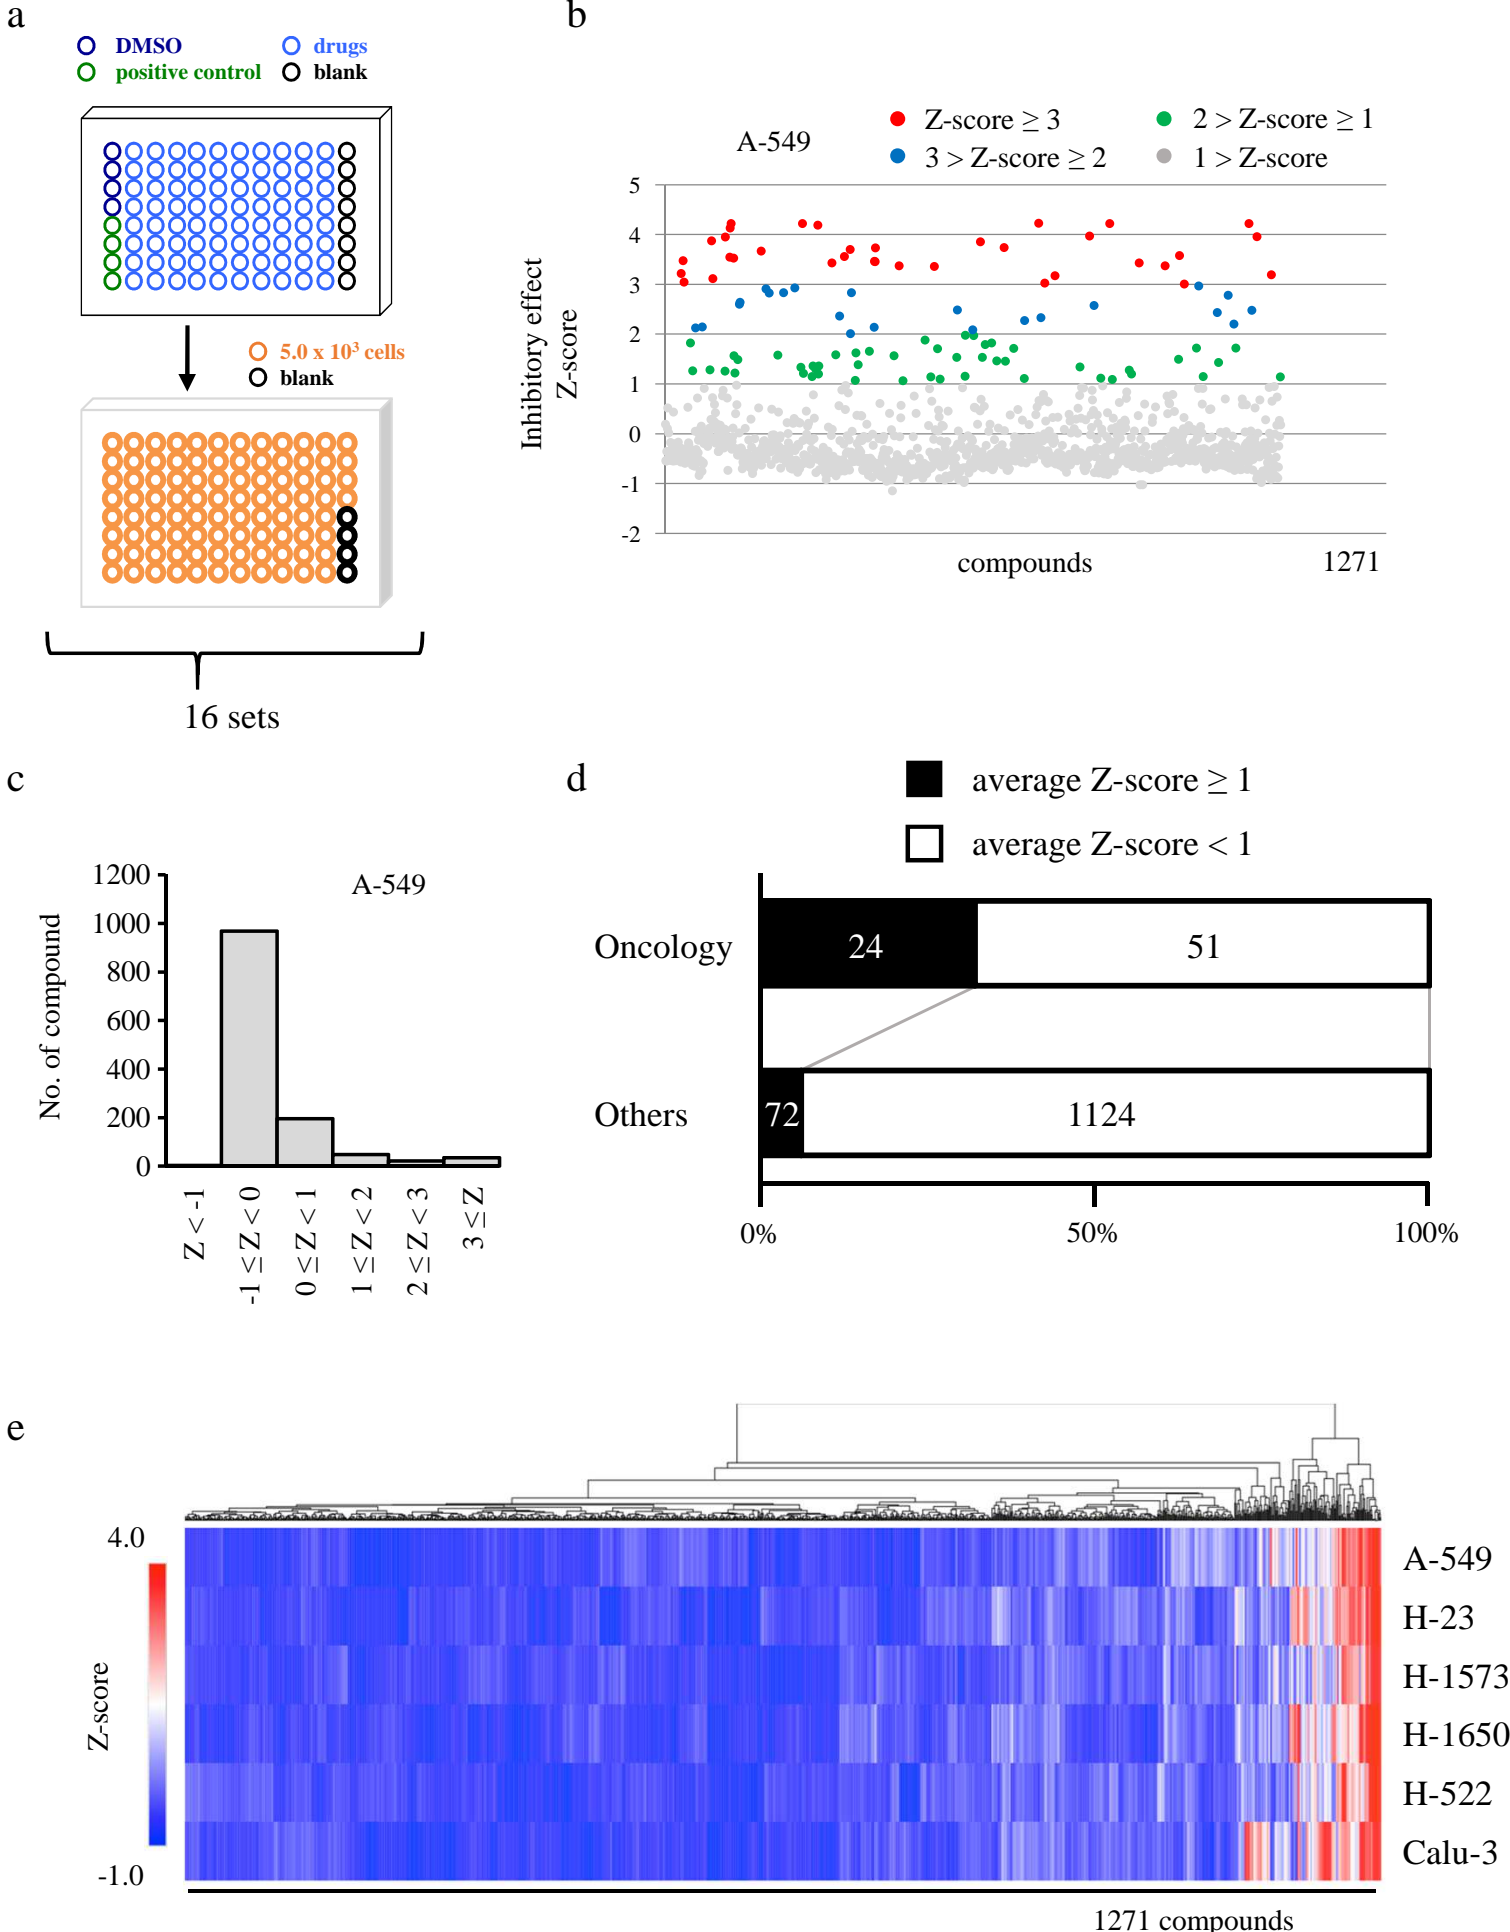 a
DMSO
drugs
positive control
blank
5.0 x 10³ cells
blank
16 sets
b
A-549
Z-score ≥ 3
2 > Z-score ≥ 1
3 > Z-score ≥ 2
1 > Z-score
Inhibitory effect
Z-score
5
4
3
2
1
0
-1
-2
compounds
1271
c
A-549
No. of compound
1200
1000
800
600
400
200
0
Z < -1
-1 ≤ Z < 0
0 ≤ Z < 1
1 ≤ Z < 2
2 ≤ Z < 3
3 ≤ Z
d
average Z-score ≥ 1
average Z-score < 1
Oncology
24
51
Others
72
1124
0%
50%
100%
e
4.0
Z-score
-1.0
A-549
H-23
H-1573
H-1650
H-522
Calu-3
1271 compounds